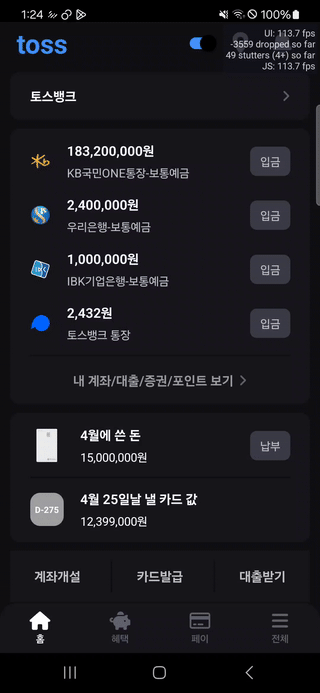 1:24
100%
toss
UI: 113.7 fps
-3559 dropped so far
49 stutters (4+) so far
JS: 113.7 fps
토스뱅크
183,200,000원
KB국민ONE통장-보통예금
입금
2,400,000원
우리은행-보통예금
입금
1,000,000원
IBK기업은행-보통예금
입금
2,432원
토스뱅크 통장
입금
내 계좌/대출/증권/포인트 보기
4월에 쓴 돈
15,000,000원
납부
D-275
4월 25일날 낼 카드 값
12,399,000원
계좌개설
카드발급
대출받기
홈
혜택
페이
전체